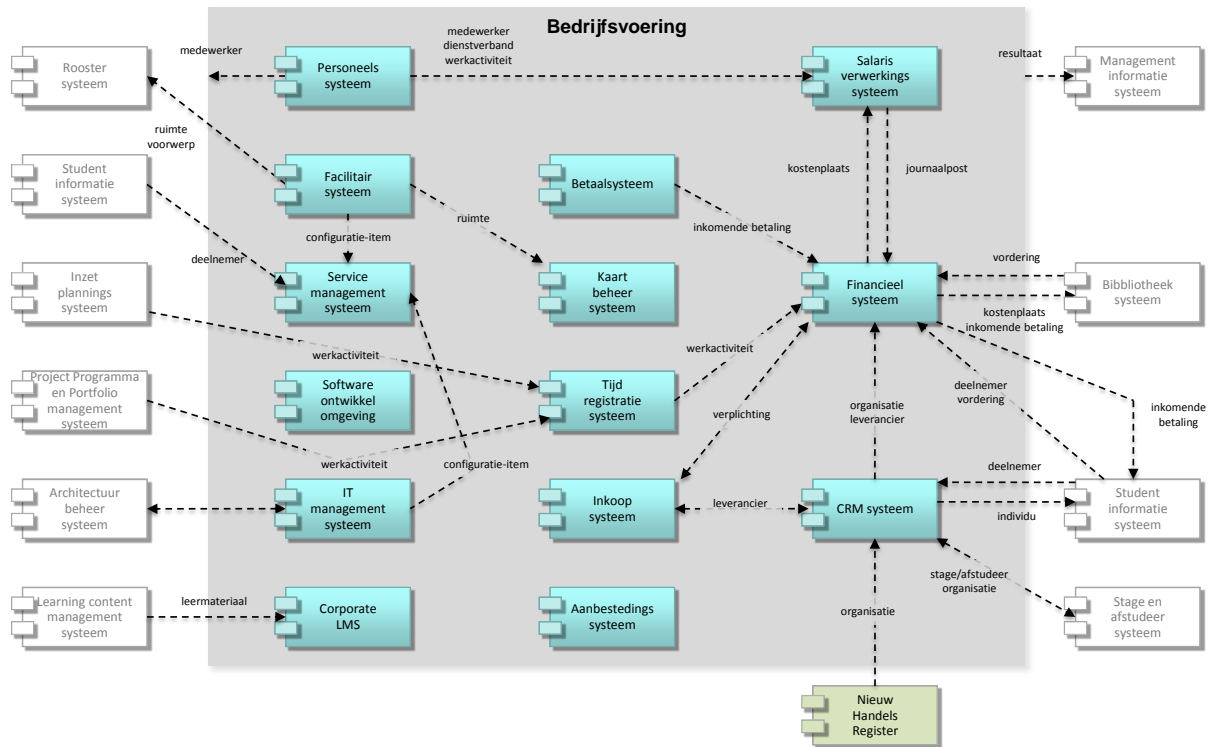 Bedrijfsvoering
medewerker
medewerker
dienstverband
werkactiviteit
resultaat
Rooster
systeem
Personeels
systeem
Salaris
verwerkings
systeem
Management
informatie
systeem
ruimte
voorwerp
kostenplaats
journaalpost
Student
informatie
systeem
Facilitair
systeem
Betaalsysteem
ruimte
inkomende betaling
configuratie-item
deelnemer
vordering
Inzet
plannings
systeem
Service
management
systeem
Kaart
beheer
systeem
Financieel
systeem
Bibbliotheek
systeem
kostenplaats
inkomende betaling
werkactiviteit
werkactiviteit
Project Programma
en Portfolio
management
systeem
Software
ontwikkel
omgeving
Tijd
registratie
systeem
deelnemer
vordering
verplichting
organisatie
leverancier
inkomende
betaling
werkactiviteit
configuratie-item
deelnemer
Architectuur
beheer
systeem
IT
management
systeem
Inkoop
systeem
leverancier
CRM systeem
individu
Student
informatie
systeem
stage/afstudeer
organisatie
leermateriaal
organisatie
Learning content
management
systeem
Corporate
LMS
Aanbestedings
systeem
Stage en
afstudeer
systeem
Nieuw
Handels
Register